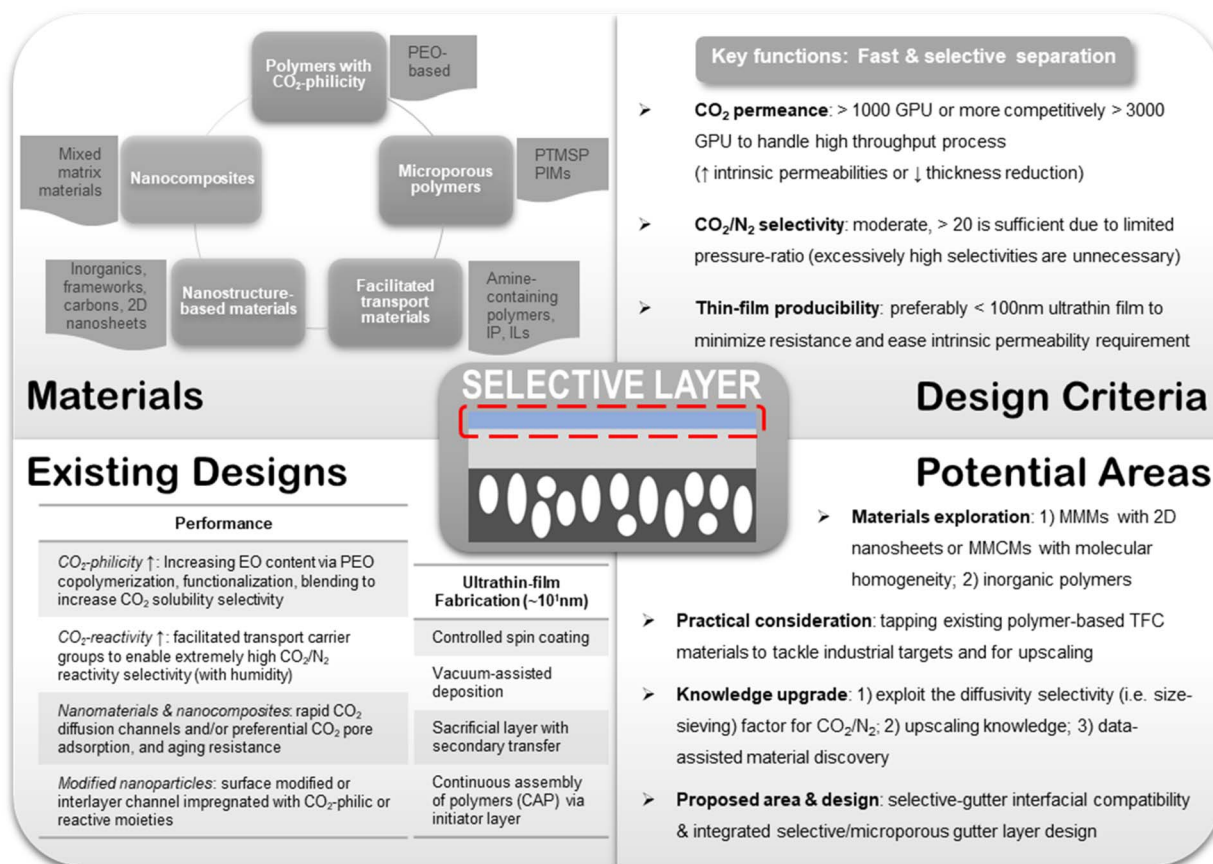 Polymers with
CO₂-philicity
PEO-
based
Mixed
matrix
materials
Nanocomposites
Microporous
polymers
PTMSP
PIMs
Inorganics,
frameworks,
carbons, 2D
nanosheets
Nanostructure-
based materials
Facilitated
transport
materials
Amine-
containing
polymers,
IP, ILs
Materials
Key functions: Fast & selective separation
➢ CO₂ permeance: > 1000 GPU or more competitively > 3000
GPU to handle high throughput process
(↑ intrinsic permeabilities or ↓ thickness reduction)
➢ CO₂/N₂ selectivity: moderate, > 20 is sufficient due to limited
pressure-ratio (excessively high selectivities are unnecessary)
➢ Thin-film producibility: preferably < 100nm ultrathin film to
minimize resistance and ease intrinsic permeability requirement
Design Criteria
SELECTIVE LAYER
Existing Designs
Performance
CO₂-philicity ↑: Increasing EO content via PEO
copolymerization, functionalization, blending to
increase CO₂ solubility selectivity
CO₂-reactivity ↑: facilitated transport carrier
groups to enable extremely high CO₂/N₂
reactivity selectivity (with humidity)
Nanomaterials & nanocomposites: rapid CO₂
diffusion channels and/or preferential CO₂ pore
adsorption, and aging resistance
Modified nanoparticles: surface modified or
interlayer channel impregnated with CO₂-philic or
reactive moieties
Ultrathin-film
Fabrication (~10¹nm)
Controlled spin coating
Vacuum-assisted
deposition
Sacrificial layer with
secondary transfer
Continuous assembly
of polymers (CAP) via
initiator layer
Potential Areas
➢ Materials exploration: 1) MMMs with 2D
nanosheets or MMCMs with molecular
homogeneity; 2) inorganic polymers
➢ Practical consideration: tapping existing polymer-based TFC
materials to tackle industrial targets and for upscaling
➢ Knowledge upgrade: 1) exploit the diffusivity selectivity (i.e. size-
sieving) factor for CO₂/N₂; 2) upscaling knowledge; 3) data-
assisted material discovery
➢ Proposed area & design: selective-gutter interfacial compatibility
& integrated selective/microporous gutter layer design